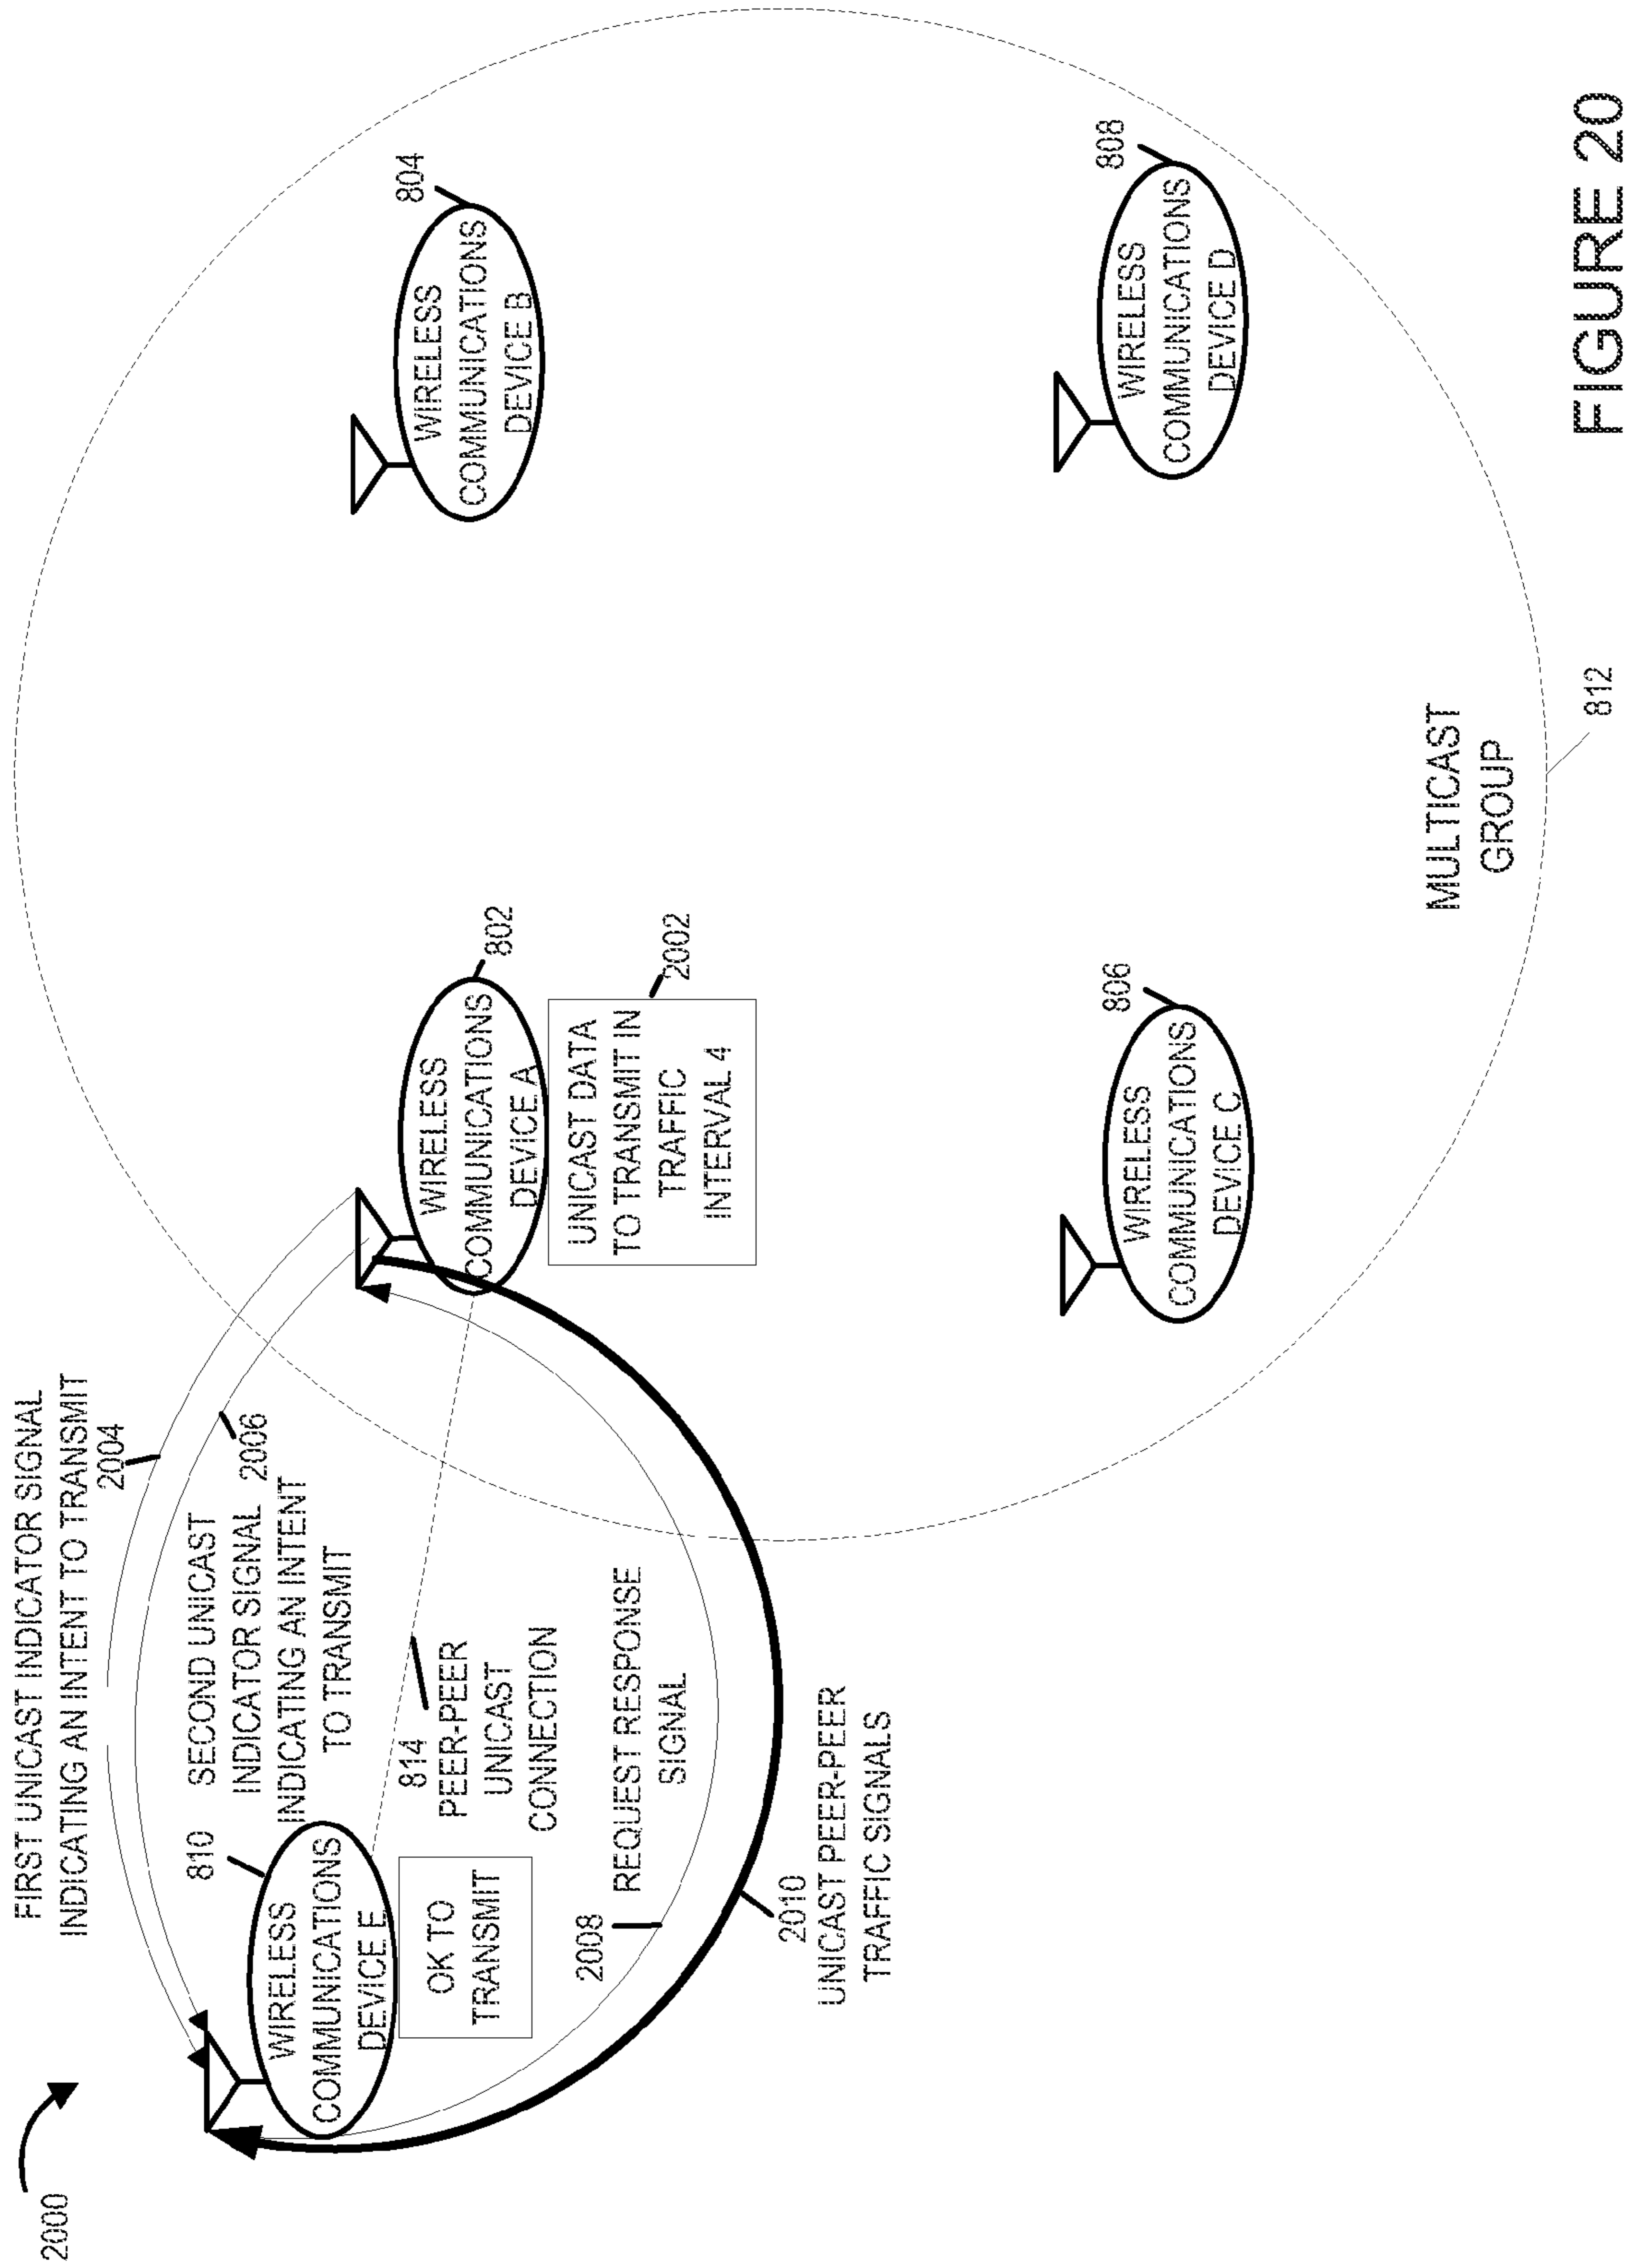 2000
FIRST UNICAST INDICATOR SIGNAL
INDICATING AN INTENT TO TRANSMIT
2004
810
SECOND UNICAST
INDICATOR SIGNAL
INDICATING AN INTENT
TO TRANSMIT
2006
WIRELESS
COMMUNICATIONS
DEVICE E
OK TO
TRANSMIT
814
PEER-PEER
UNICAST
CONNECTION
2008
REQUEST RESPONSE
SIGNAL
2010
UNICAST PEER-PEER
TRAFFIC SIGNALS
WIRELESS
COMMUNICATIONS
DEVICE A
802
UNICAST DATA
TO TRANSMIT IN
TRAFFIC
INTERVAL 4
2002
WIRELESS
COMMUNICATIONS
DEVICE B
804
WIRELESS
COMMUNICATIONS
DEVICE C
806
WIRELESS
COMMUNICATIONS
DEVICE D
808
MULTICAST
GROUP
812
FIGURE 20